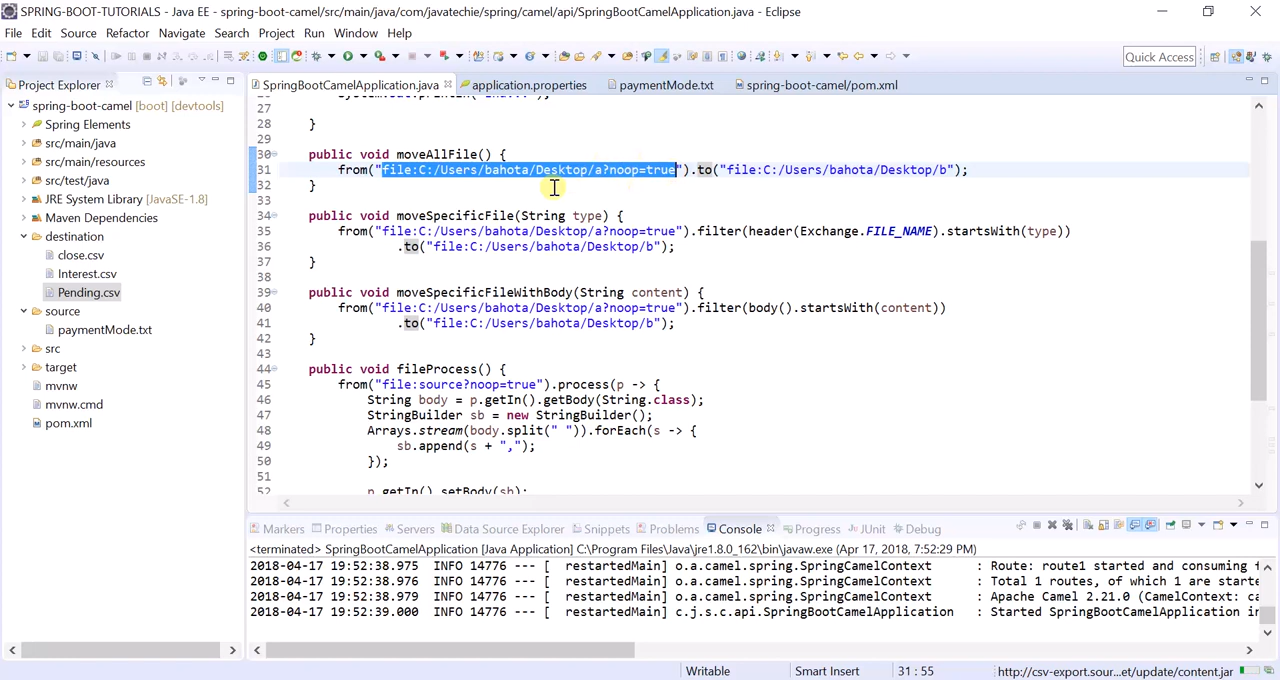 SPRING-BOOT-TUTORIALS - Java EE - spring-boot-camel/src/main/java/com/javatechie/spring/camel/api/SpringBootCamelApplication.java - Eclipse
File Edit Source Refactor Navigate Search Project Run Window Help
Quick Access
Project Explorer
SpringBootCamelApplication.java application.properties paymentMode.txt spring-boot-camel/pom.xml
spring-boot-camel [boot] [devtools]
Spring Elements
src/main/java
src/main/resources
src/test/java
JRE System Library [JavaSE-1.8]
Maven Dependencies
destination
close.csv
Interest.csv
Pending.csv
source
paymentMode.txt
src
target
mvnw
mvnw.cmd
pom.xml
27
28 }
29
30 public void moveAllFile() {
31 from("file:C:/Users/bahota/Desktop/a?noop=true").to("file:C:/Users/bahota/Desktop/b");
32 }
33
34 public void moveSpecificFile(String type) {
35 from("file:C:/Users/bahota/Desktop/a?noop=true").filter(header(Exchange.FILE_NAME).startsWith(type))
36 .to("file:C:/Users/bahota/Desktop/b");
37 }
38
39 public void moveSpecificFileWithBody(String content) {
40 from("file:C:/Users/bahota/Desktop/a?noop=true").filter(body().startsWith(content))
41 .to("file:C:/Users/bahota/Desktop/b");
42 }
43
44 public void fileProcess() {
45 from("file:source?noop=true").process(p -> {
46 String body = p.getIn().getBody(String.class);
47 StringBuilder sb = new StringBuilder();
48 Arrays.stream(body.split(" ")).forEach(s -> {
49 sb.append(s + ",");
50 });
51
52 p.getIn().setBody(sb);
Markers Properties Servers Data Source Explorer Snippets Problems Console Progress JUnit Debug
<terminated> SpringBootCamelApplication [Java Application] C:\Program Files\Java\jre1.8.0_162\bin\javaw.exe (Apr 17, 2018, 7:52:29 PM)
2018-04-17 19:52:38.975 INFO 14776 --- [ restartedMain] o.a.camel.spring.SpringCamelContext : Route: route1 started and consuming
2018-04-17 19:52:38.976 INFO 14776 --- [ restartedMain] o.a.camel.spring.SpringCamelContext : Total 1 routes, of which 1 are starte
2018-04-17 19:52:38.979 INFO 14776 --- [ restartedMain] o.a.camel.spring.SpringCamelContext : Apache Camel 2.21.0 (CamelContext: ca
2018-04-17 19:52:39.000 INFO 14776 --- [ restartedMain] c.j.s.c.api.SpringBootCamelApplication : Started SpringBootCamelApplication in
Writable Smart Insert 31 : 55 http://csv-export.sour...et/update/content.jar